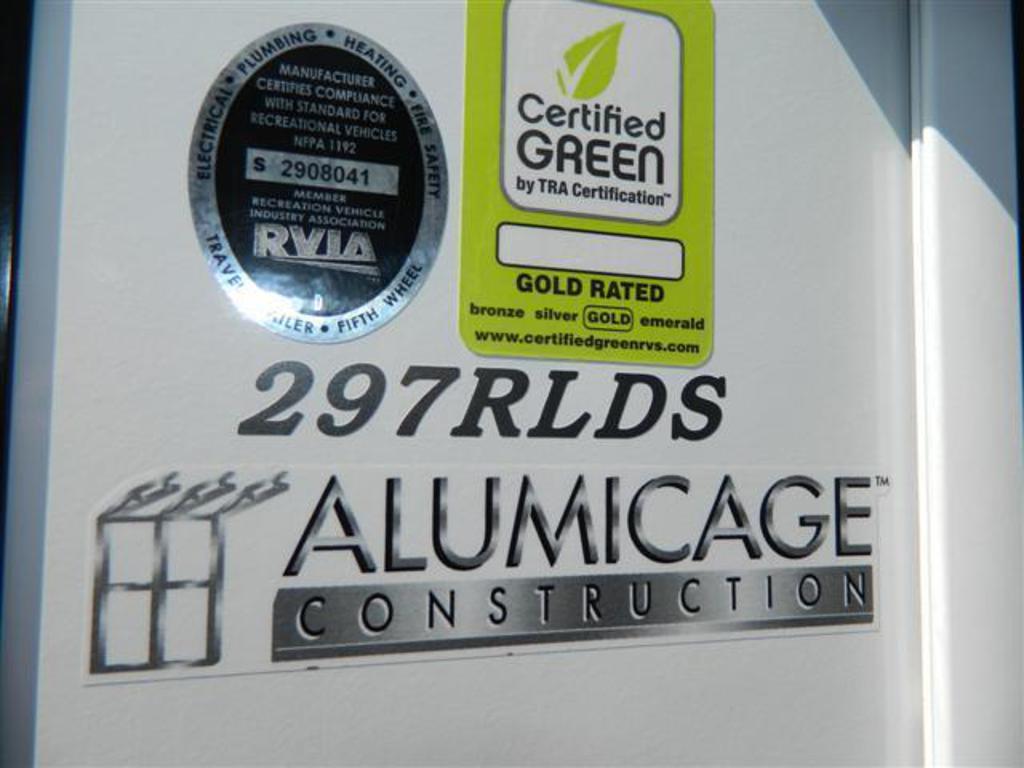 ELECTRICAL • PLUMBING • HEATING • FIRE SAFETY
MANUFACTURER
CERTIFIES COMPLIANCE
WITH STANDARD FOR
RECREATIONAL VEHICLES
NFPA 1192
S 2908041
MEMBER
RECREATION VEHICLE
INDUSTRY ASSOCIATION
RVIA
FIFTH WHEEL
Certified
GREEN
by TRA Certification™
GOLD RATED
bronze silver GOLD emerald
www.certifiedgreenrvs.com
297RLDS
ALUMICAGE™
CONSTRUCTION